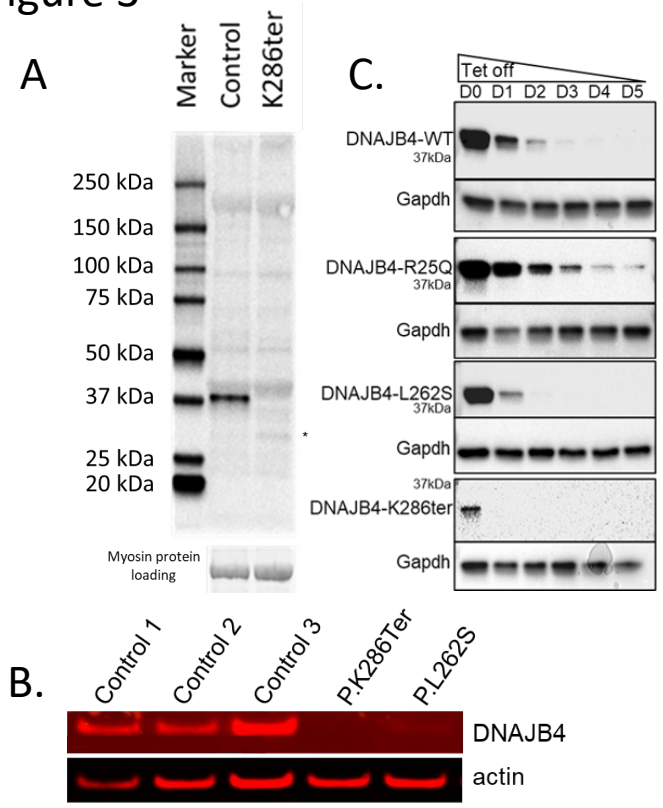 A
Marker
Control
K286ter
250 kDa
150 kDa
100 kDa
75 kDa
50 kDa
37 kDa
25 kDa
20 kDa
*
Myosin protein
loading
C.
Tet off
D0 D1 D2 D3 D4 D5
DNAJB4-WT
37kDa
Gapdh
DNAJB4-R25Q
37kDa
Gapdh
DNAJB4-L262S
37kDa
Gapdh
37kDa
DNAJB4-K286ter
Gapdh
B.
Control 1
Control 2
Control 3
P.K286Ter
P.L262S
DNAJB4
actin